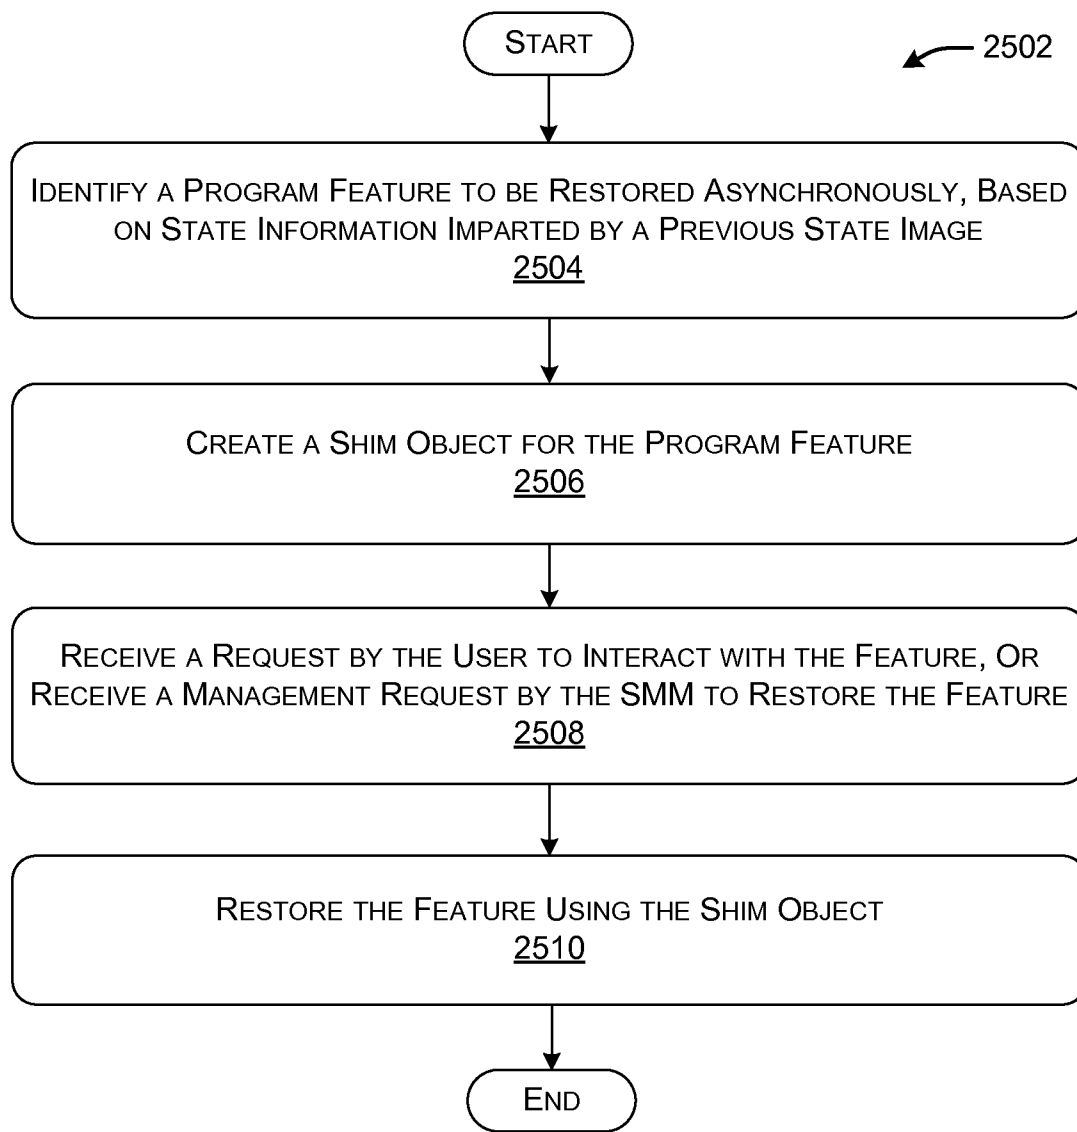 START
2502
IDENTIFY A PROGRAM FEATURE TO BE RESTORED ASYNCHRONOUSLY, BASED
ON STATE INFORMATION IMPARTED BY A PREVIOUS STATE IMAGE
2504
CREATE A SHIM OBJECT FOR THE PROGRAM FEATURE
2506
RECEIVE A REQUEST BY THE USER TO INTERACT WITH THE FEATURE, OR
RECEIVE A MANAGEMENT REQUEST BY THE SMM TO RESTORE THE FEATURE
2508
RESTORE THE FEATURE USING THE SHIM OBJECT
2510
END